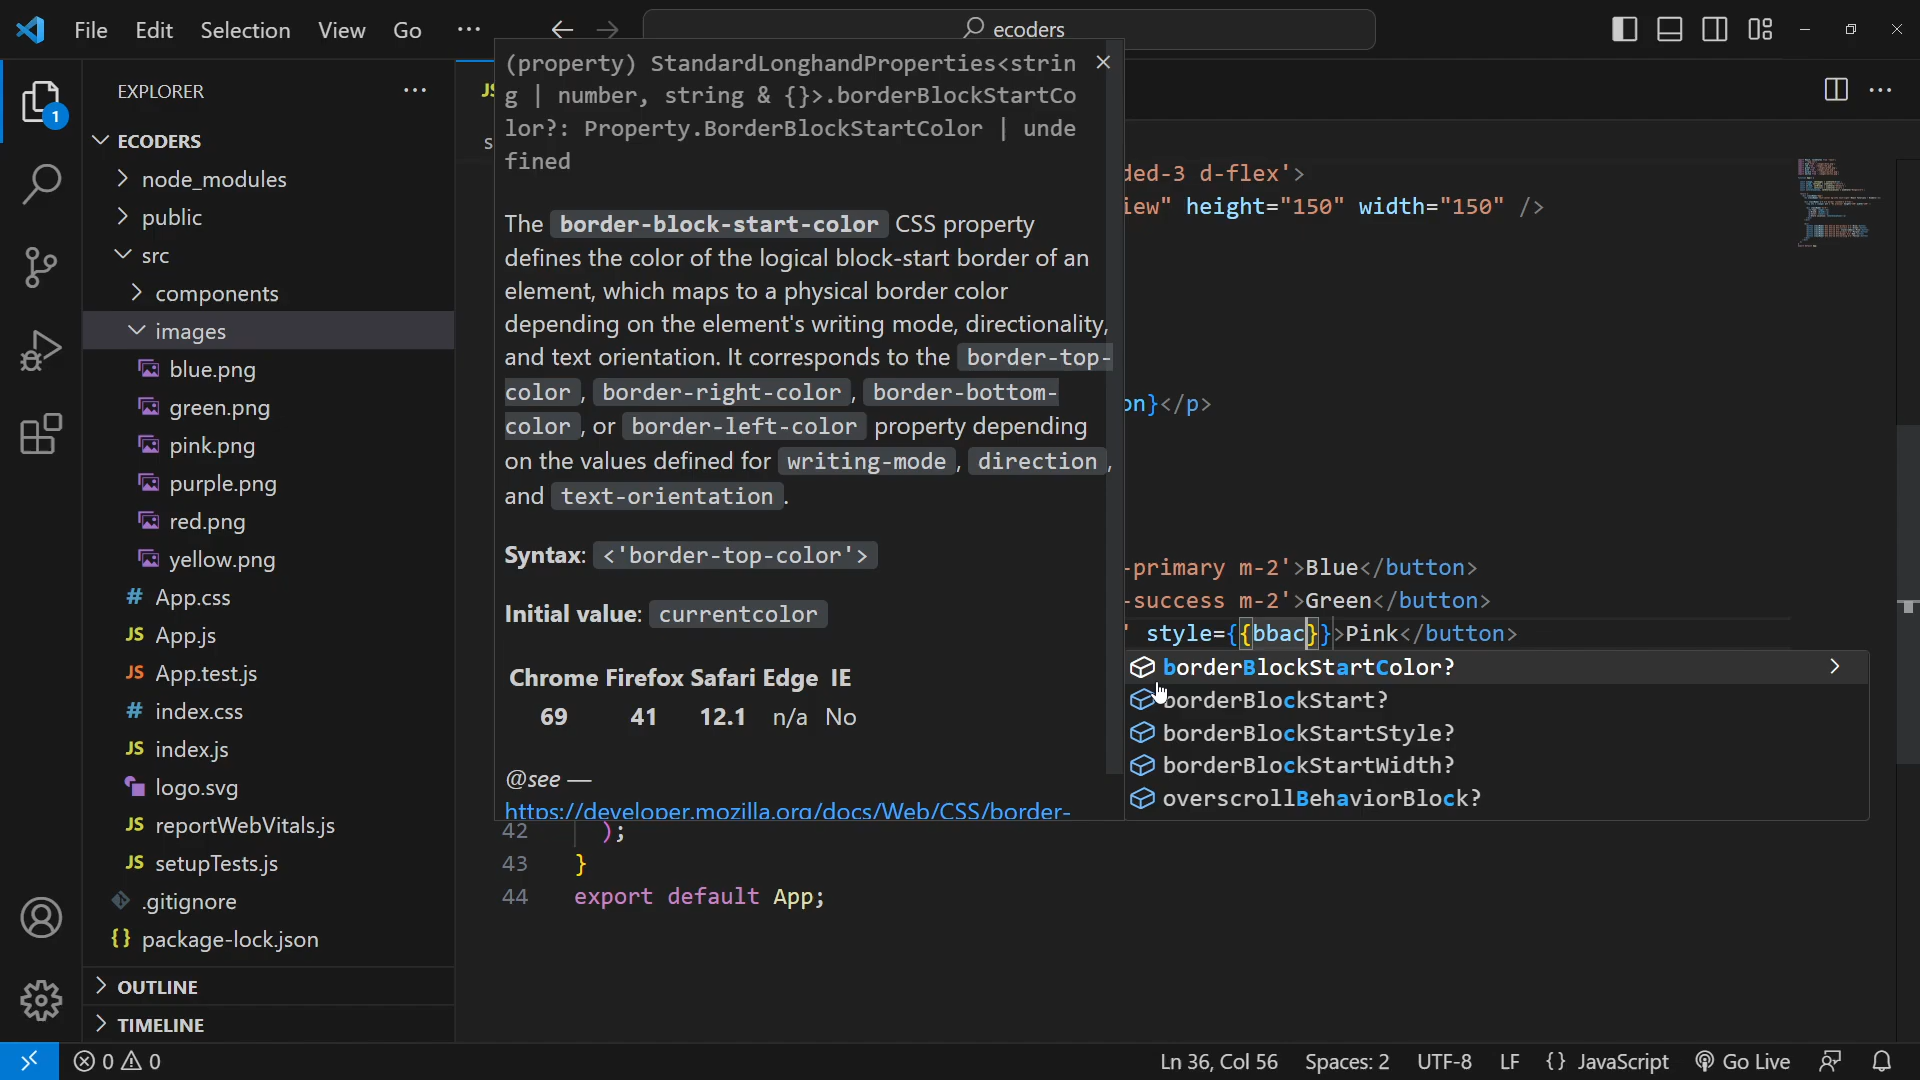 File Edit Selection View Go ···
ecoders
EXPLORER ···
ECODERS
node_modules
public
src
components
images
blue.png
green.png
pink.png
purple.png
red.png
yellow.png
App.css
App.js
App.test.js
index.css
index.js
logo.svg
reportWebVitals.js
setupTests.js
.gitignore
package-lock.json
OUTLINE
TIMELINE
1
JS
(property) StandardLonghandProperties<strin
g | number, string & {}>.borderBlockStartCo
lor?: Property.BorderBlockStartColor | unde
fined
The border-block-start-color CSS property
defines the color of the logical block-start border of an
element, which maps to a physical border color
depending on the element's writing mode, directionality,
and text orientation. It corresponds to the border-top-
color, border-right-color, border-bottom-
color, or border-left-color property depending
on the values defined for writing-mode, direction,
and text-orientation.
Syntax: <'border-top-color'>
Initial value: currentcolor
Chrome Firefox Safari Edge IE
69 41 12.1 n/a No
@see —
https://developer.mozilla.org/docs/Web/CSS/border-
ded-3 d-flex'>
iew" height="150" width="150" />
on}</p>
-primary m-2'>Blue</button>
-success m-2'>Green</button>
' style={{bbac}}>Pink</button>
borderBlockStartColor?
borderBlockStart?
borderBlockStartStyle?
borderBlockStartWidth?
overscrollBehaviorBlock?
42 );
43 }
44 export default App;
0 0
Ln 36, Col 56 Spaces: 2 UTF-8 LF {} JavaScript Go Live